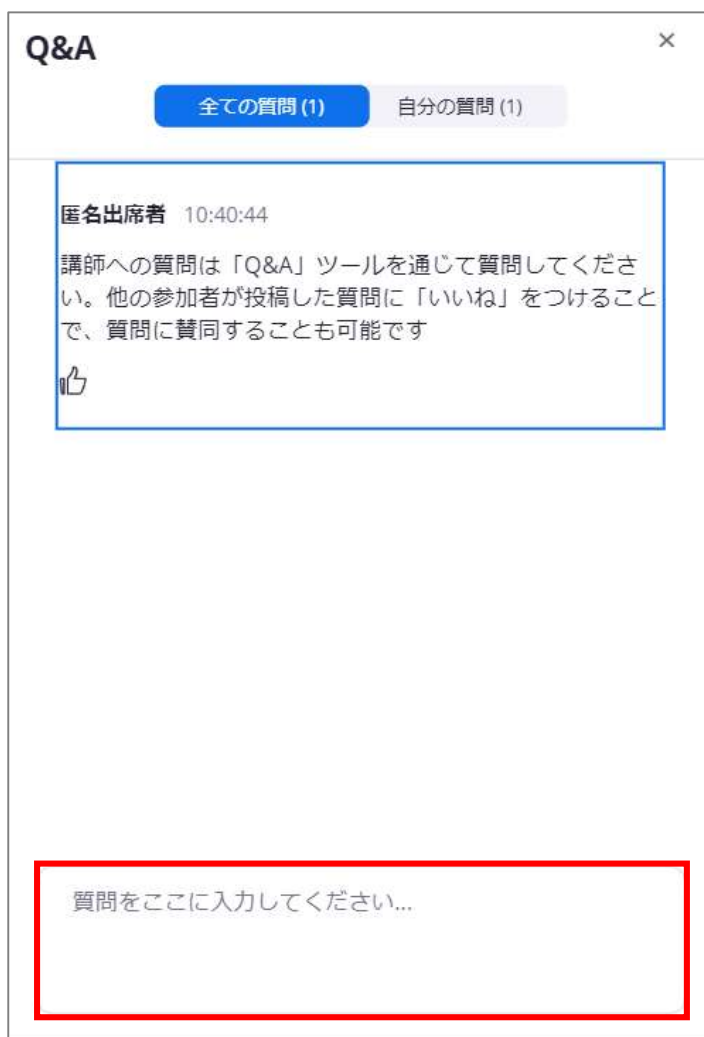 Q&A
×
全ての質問 (1)
自分の質問 (1)
匿名出席者 10:40:44
講師への質問は「Q&A」ツールを通じて質問してくださ
い。他の参加者が投稿した質問に「いいね」をつけること
で、質問に賛同することも可能です
質問をここに入力してください...